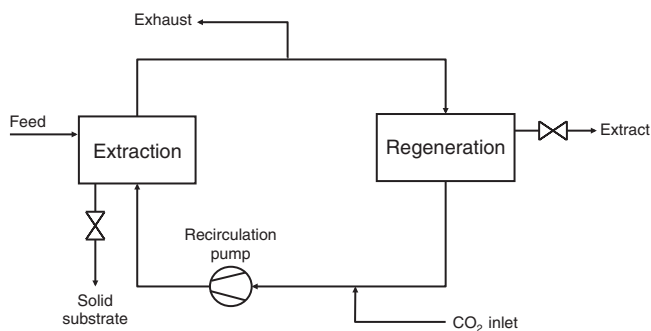 Exhaust
Feed
Extraction
Regeneration
Extract
Recirculation
pump
Solid
substrate
CO₂ inlet